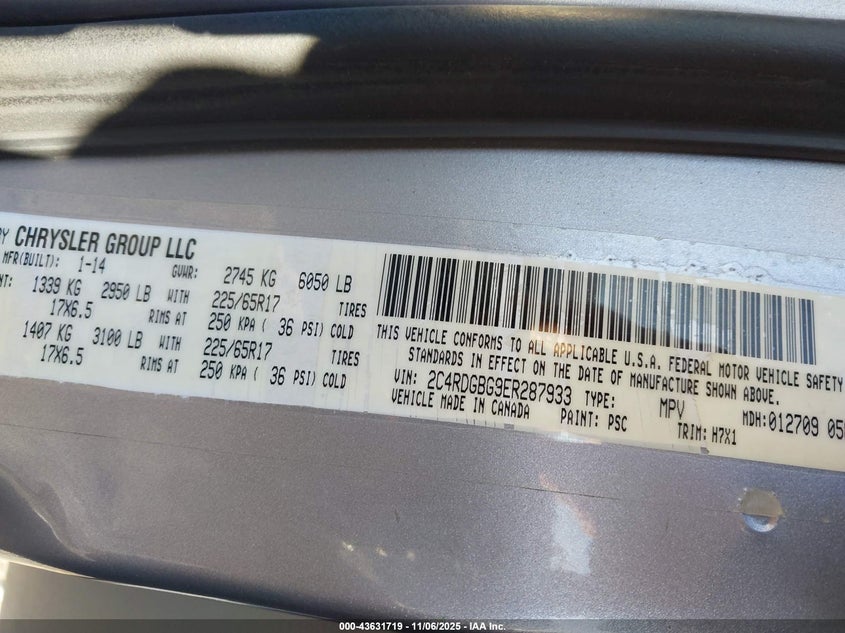 CHRYSLER GROUP LLC
MFR(BUILT): 1-14 GVWR: 2745 KG 6050 LB
1339 KG 2950 LB WITH 225/65R17 TIRES
17X6.5 RIMS AT 250 KPA ( 36 PSI) COLD
1407 KG 3100 LB WITH 225/65R17 TIRES
17X6.5 RIMS AT 250 KPA ( 36 PSI) COLD
THIS VEHICLE CONFORMS TO ALL APPLICABLE U.S.A. FEDERAL MOTOR VEHICLE SAFETY
STANDARDS IN EFFECT ON THE DATE OF MANUFACTURE SHOWN ABOVE.
VIN: 2C4RDGBG9ER287933 TYPE: MPV MDH:012709
VEHICLE MADE IN CANADA PAINT: PSC TRIM: H7X1
000-43631719 - 11/06/2025 - IAA Inc.